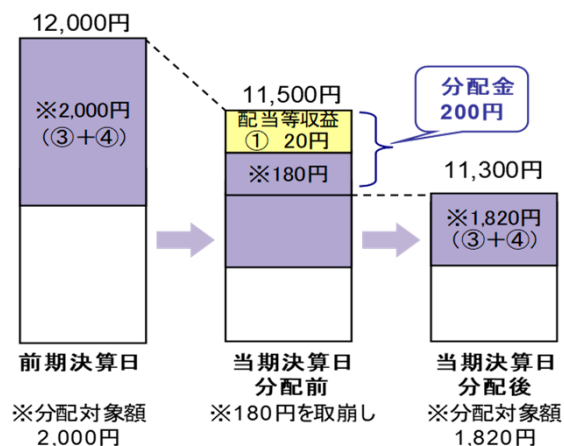 12,000円
※2,000円
(③+④)
前期決算日
※分配対象額
2,000円
11,500円
配当等収益
① 20円
※180円
当期決算日
分配前
※180円を取崩し
分配金
200円
11,300円
※1,820円
(③+④)
当期決算日
分配後
※分配対象額
1,820円